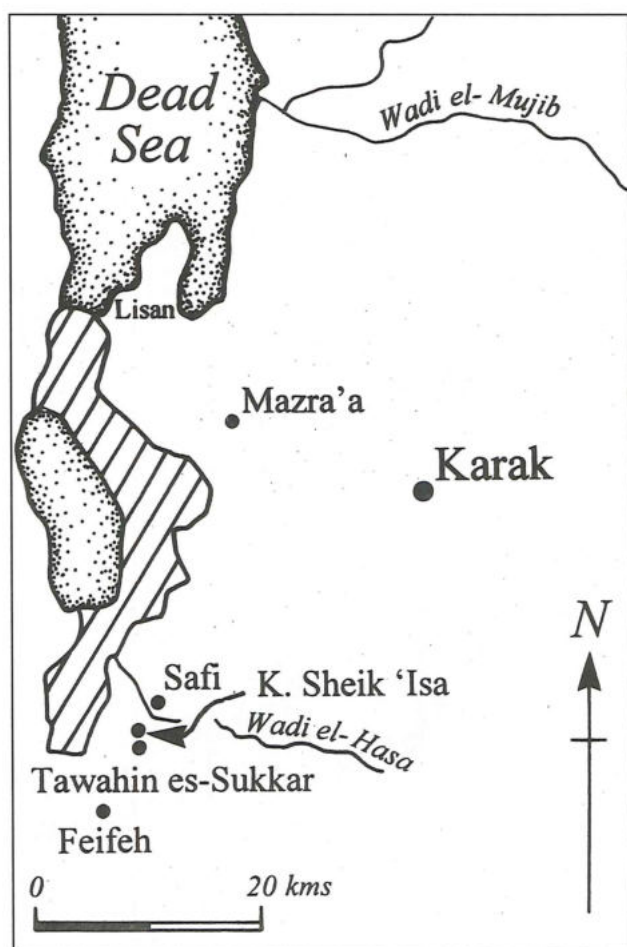 Dead
Sea
Wadi el- Mujib
Lisan
Mazra'a
Karak
N
Safi
K. Sheik ‘Isa
Wadi el- Hasa
Tawahin es-Sukkar
Feifeh
0
20 kms